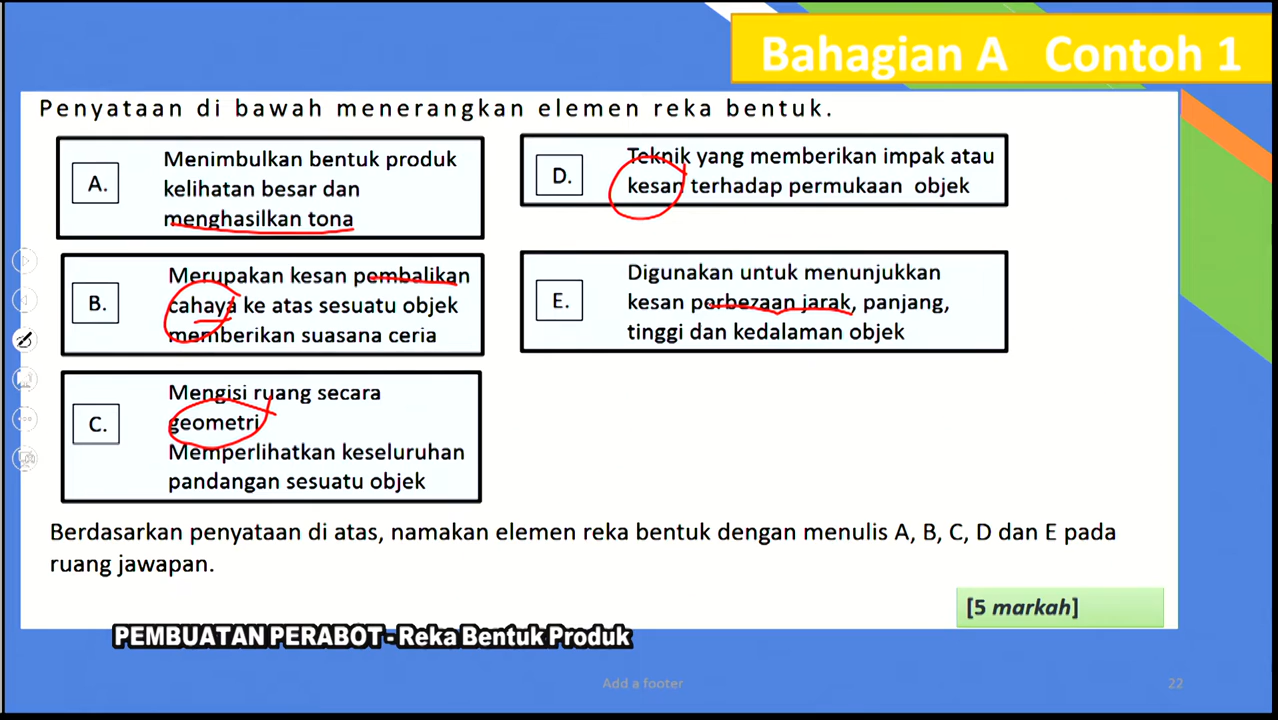 Bahagian A Contoh 1
Penyataan di bawah menerangkan elemen reka bentuk.
A.
Menimbulkan bentuk produk
kelihatan besar dan
menghasilkan tona
B.
Merupakan kesan pembalikan
cahaya ke atas sesuatu objek
memberikan suasana ceria
C.
Mengisi ruang secara
geometri
Memperlihatkan keseluruhan
pandangan sesuatu objek
D.
Teknik yang memberikan impak atau
kesan terhadap permukaan objek
E.
Digunakan untuk menunjukkan
kesan perbezaan jarak, panjang,
tinggi dan kedalaman objek
Berdasarkan penyataan di atas, namakan elemen reka bentuk dengan menulis A, B, C, D dan E pada
ruang jawapan.
[5 markah]
PEMBUATAN PERABOT - Reka Bentuk Produk
Add a footer
22